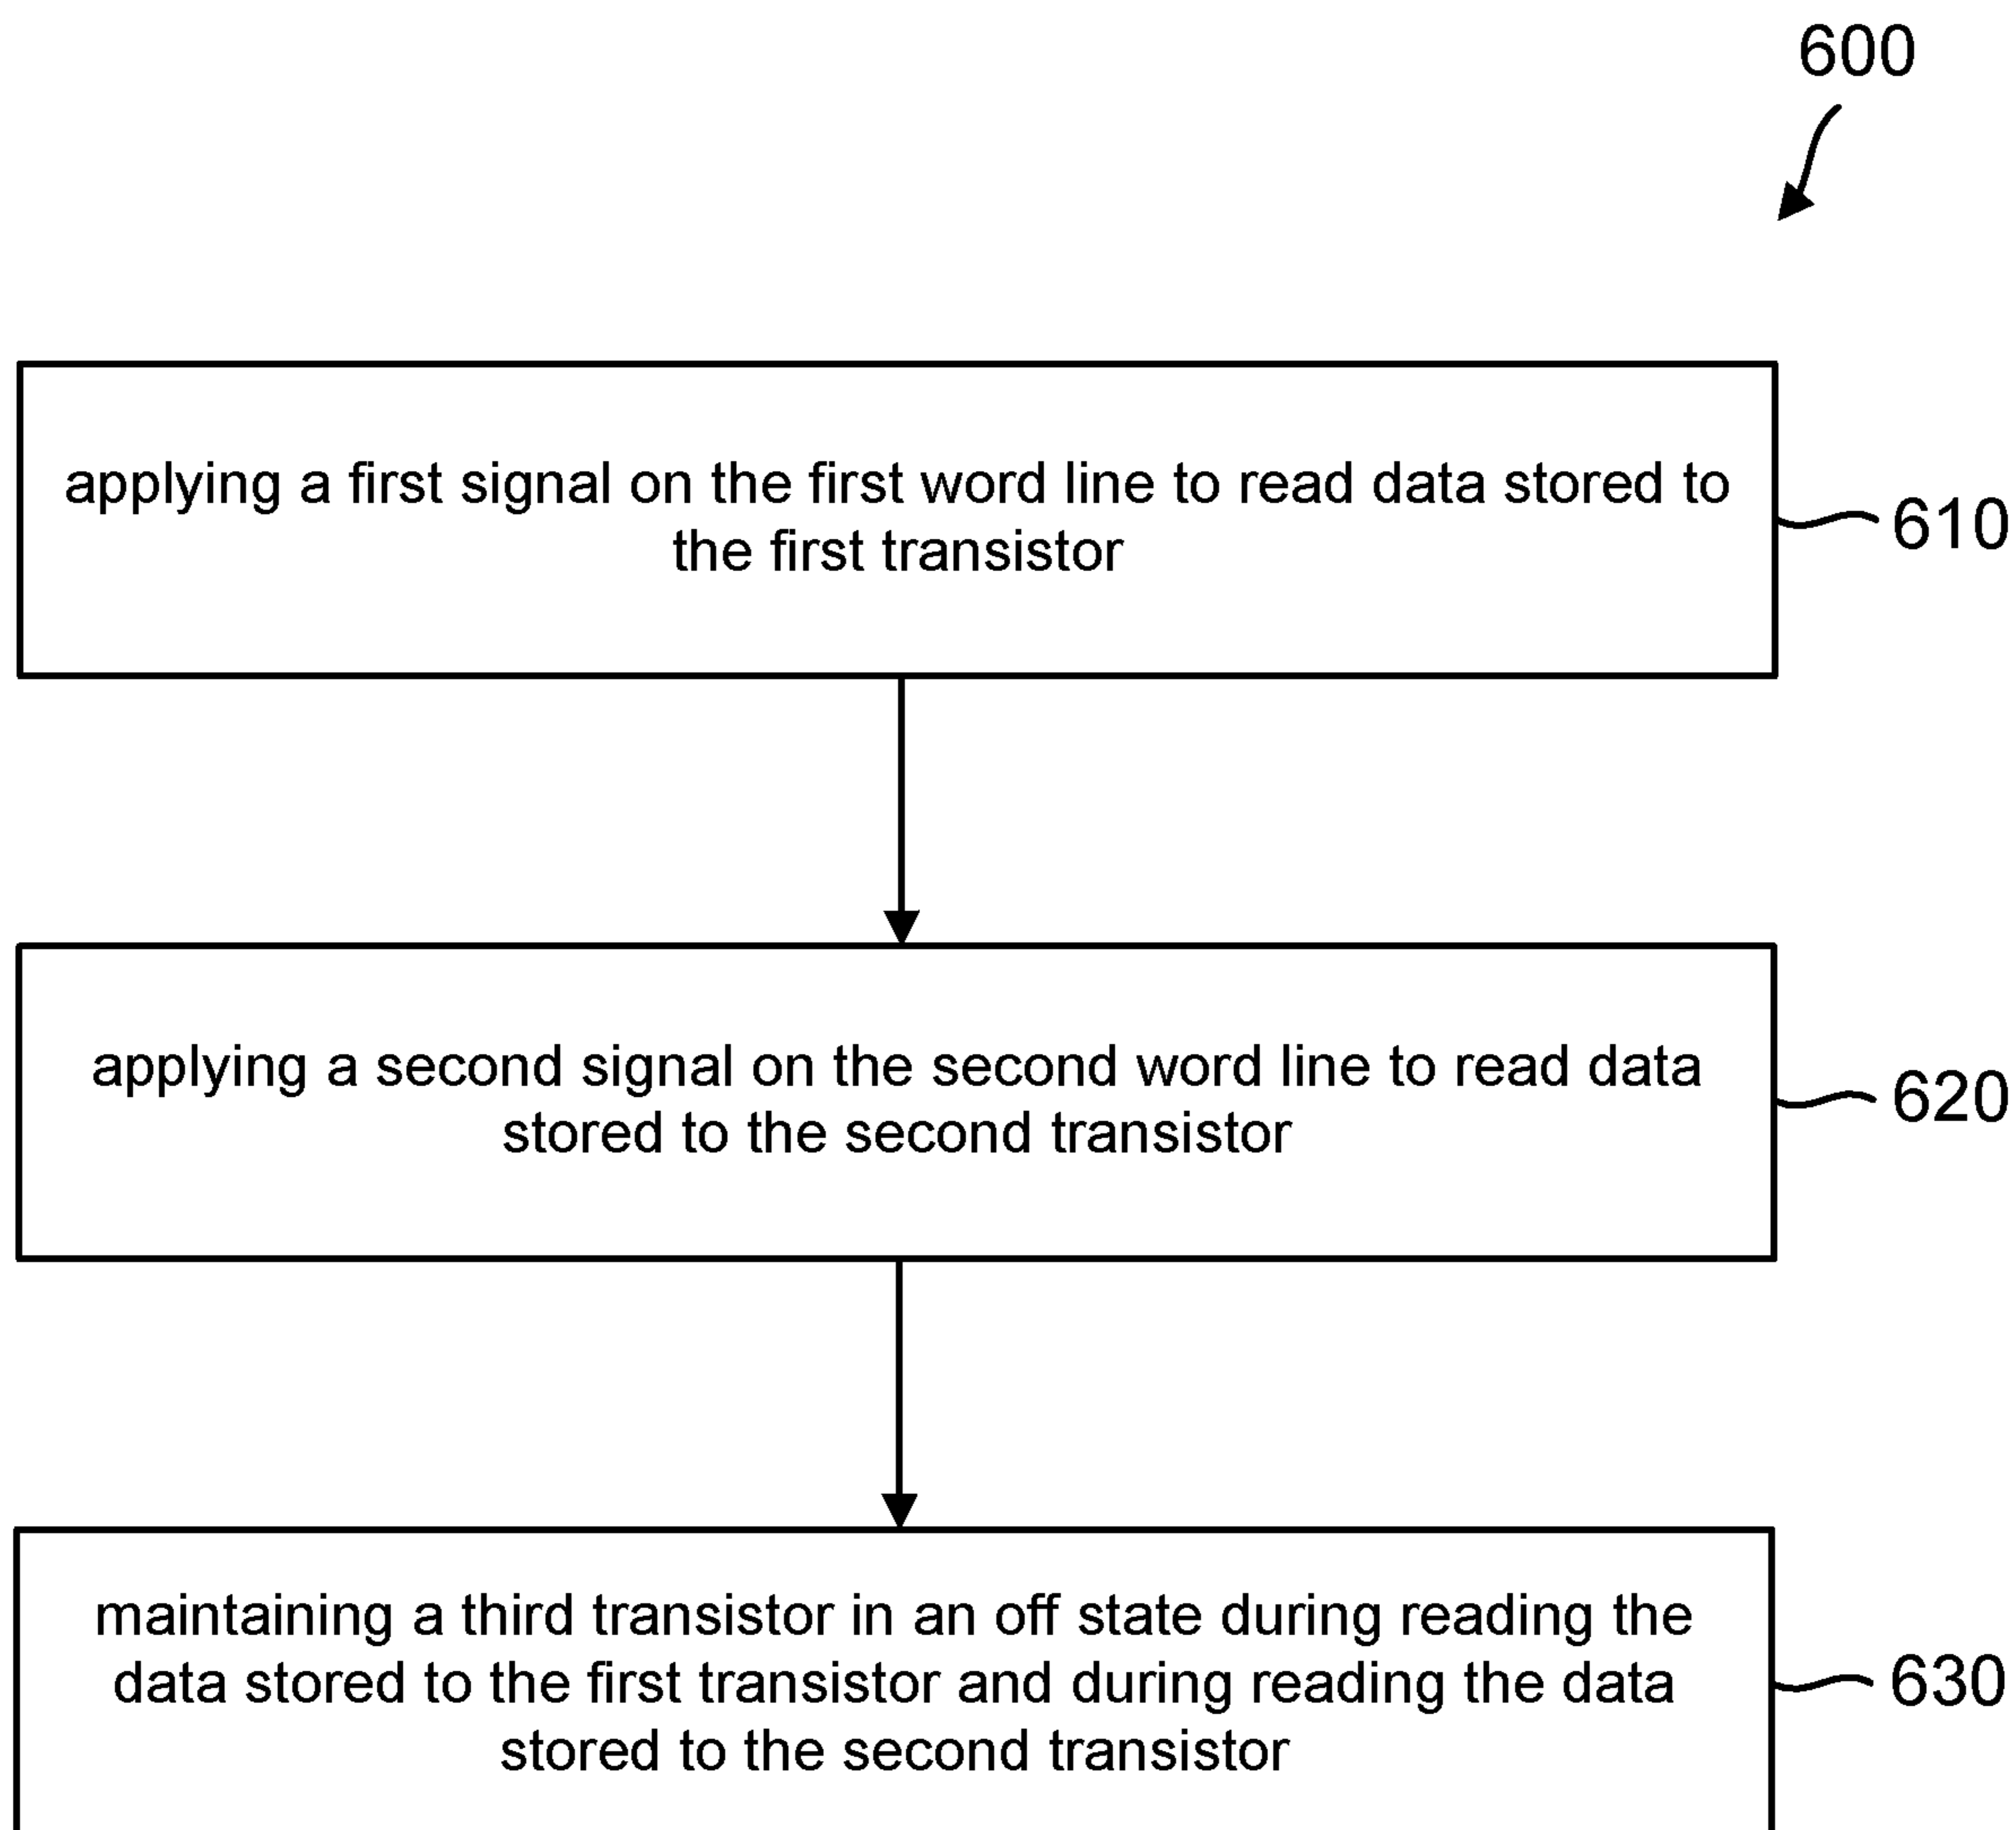 600
applying a first signal on the first word line to read data stored to
the first transistor
610
applying a second signal on the second word line to read data
stored to the second transistor
620
maintaining a third transistor in an off state during reading the
data stored to the first transistor and during reading the data
stored to the second transistor
630